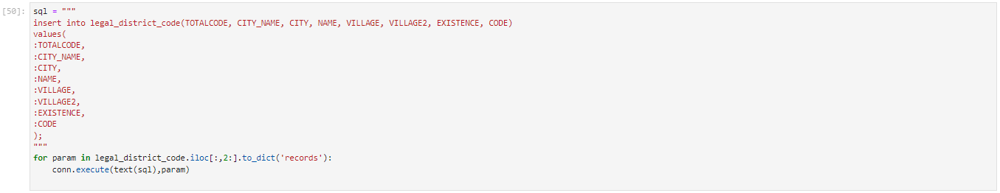 [50]: sql = """
insert into legal_district_code(TOTALCODE, CITY_NAME, CITY, NAME, VILLAGE, VILLAGE2, EXISTENCE, CODE)
values(
:TOTALCODE,
:CITY_NAME,
:CITY,
:NAME,
:VILLAGE,
:VILLAGE2,
:EXISTENCE,
:CODE
);
"""
for param in legal_district_code.iloc[:,2:].to_dict('records'):
    conn.execute(text(sql),param)